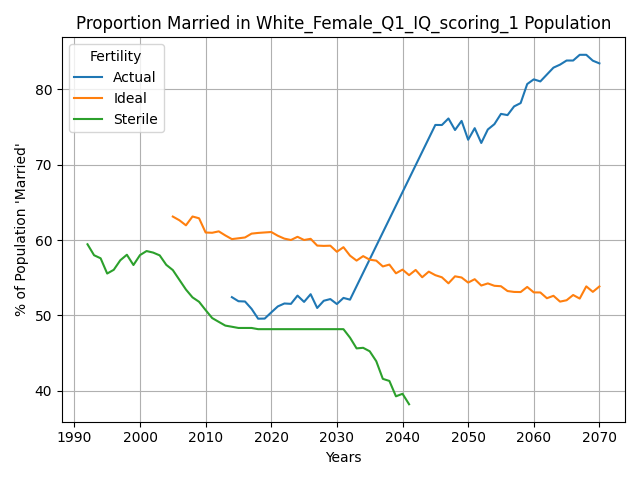 Proportion Married in White_Female_Q1_IQ_scoring_1 Population
Fertility
Actual
Ideal
Sterile
% of Population 'Married'
80
70
60
50
40
1990 2000 2010 2020 2030 2040 2050 2060 2070
Years